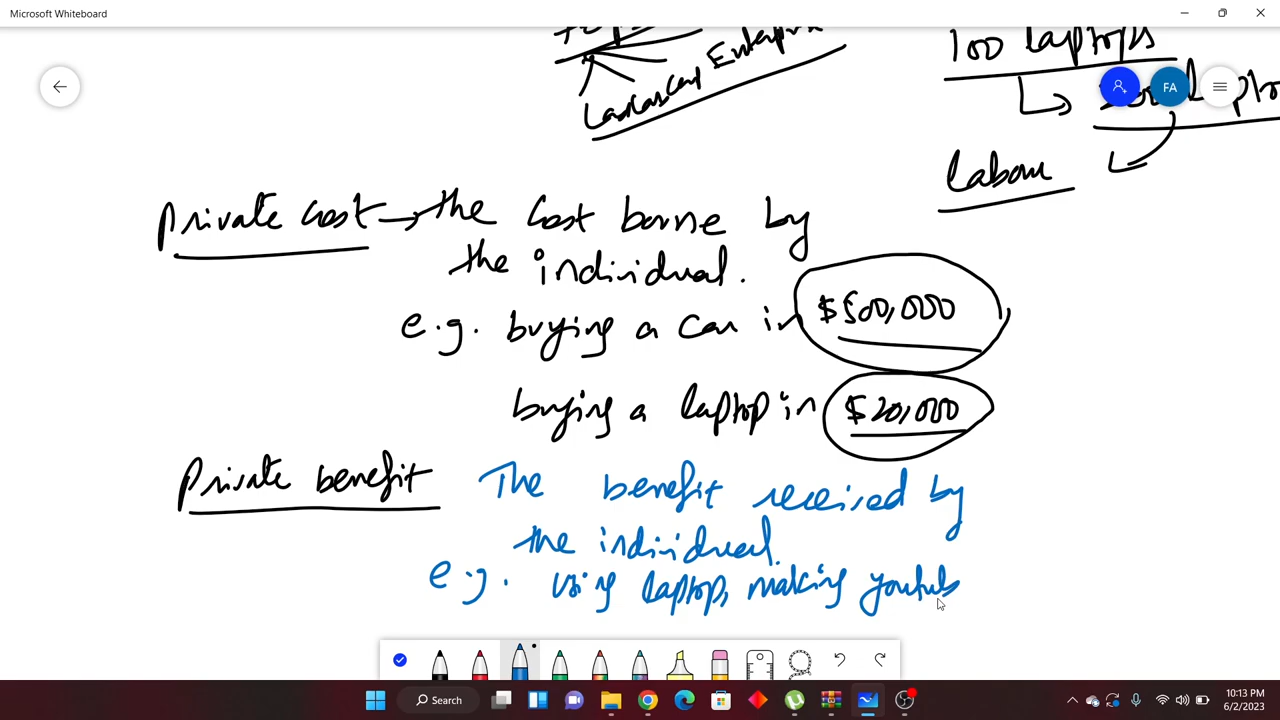 Microsoft Whiteboard
Enterprise
100 laptops
FA
Labour
Private cost → the cost borne by
the individual.
e.g. buying a car in $500,000
buying a laptop in $20,000
Private benefit The benefit received by
the individual.
e.g. using laptop, making youtube
Search
10:13 PM
6/2/2023